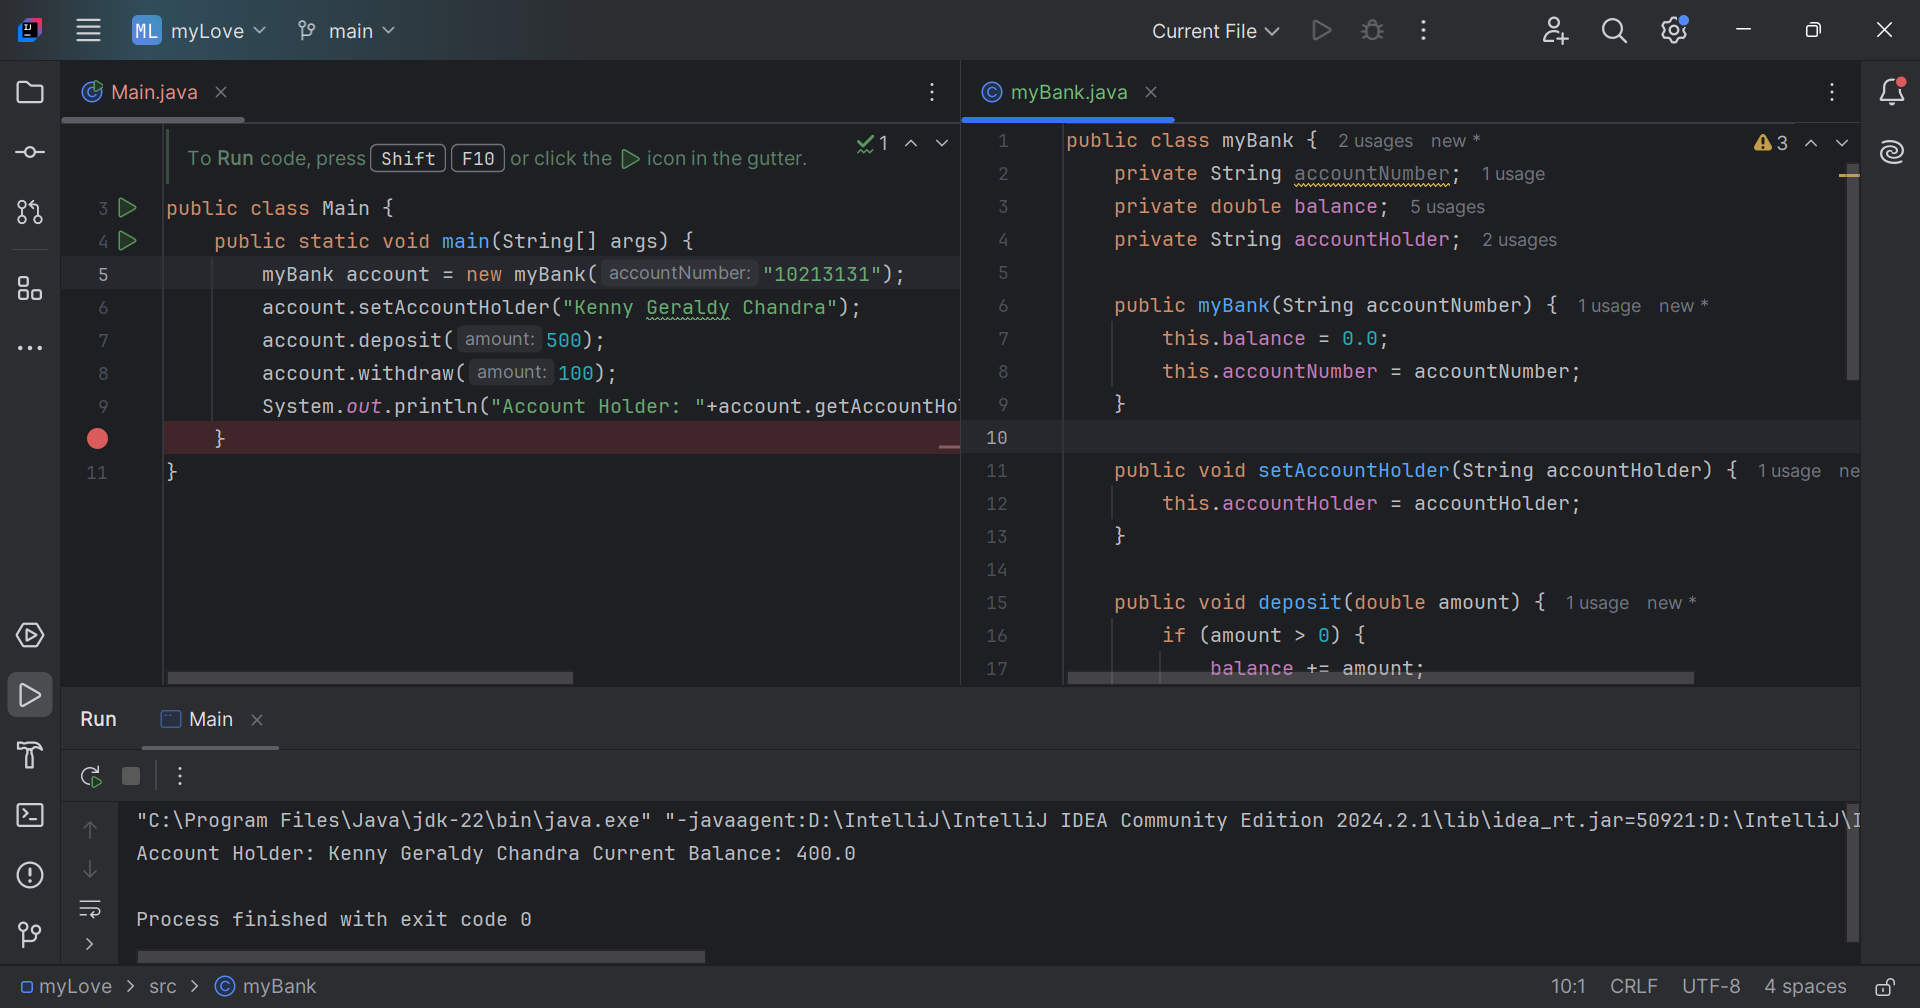 ML myLove main Current File
Main.java
myBank.java
To Run code, press Shift F10 or click the icon in the gutter.
1
3 public class Main {
4 public static void main(String[] args) {
5 myBank account = new myBank( accountNumber: "10213131");
6 account.setAccountHolder("Kenny Geraldy Chandra");
7 account.deposit( amount: 500);
8 account.withdraw( amount: 100);
9 System.out.println("Account Holder: "+account.getAccountHo
}
11 }
1 public class myBank { 2 usages new *
3
2 private String accountNumber; 1 usage
3 private double balance; 5 usages
4 private String accountHolder; 2 usages
5
6 public myBank(String accountNumber) { 1 usage new *
7 this.balance = 0.0;
8 this.accountNumber = accountNumber;
9 }
10
11 public void setAccountHolder(String accountHolder) { 1 usage ne
12 this.accountHolder = accountHolder;
13 }
14
15 public void deposit(double amount) { 1 usage new *
16 if (amount > 0) {
17 balance += amount;
Run Main
"C:\Program Files\Java\jdk-22\bin\java.exe" "-javaagent:D:\IntelliJ\IntelliJ IDEA Community Edition 2024.2.1\lib\idea_rt.jar=50921:D:\IntelliJ\I
Account Holder: Kenny Geraldy Chandra Current Balance: 400.0
Process finished with exit code 0
myLove > src > myBank
10:1 CRLF UTF-8 4 spaces